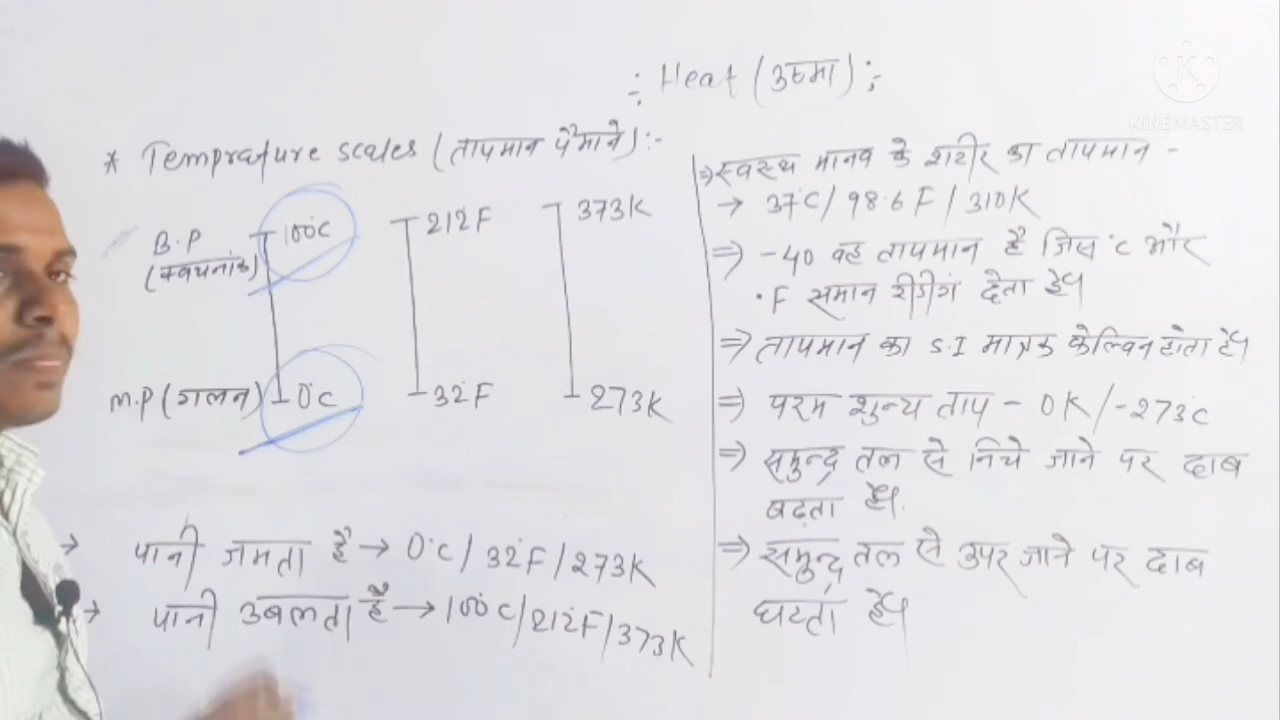 :- Heat (उष्मा) :-
* Temprature scales (तापमान पैमाने) :-
B.P 100°C 212°F 373K
(क्वथनांक)
M.P (गलन) 0°C 32°F 273K
→ पानी जमता है → 0°C / 32°F / 273K
→ पानी उबलता है → 100°C / 212°F / 373K
⇒ स्वस्थ मानव के शरीर का तापमान -
→ 37°C / 98.6 F / 310K
⇒ -40 वह तापमान है जिस °C और
°F समान रीडींग देता है।
⇒ तापमान का S.I मात्रक केल्विन होता है।
⇒ परम शुन्य ताप - 0K / -273°C
⇒ समुन्द्र तल से निचे जाने पर दाब
बढ़ता है।
⇒ समुन्द्र तल से उपर जाने पर दाब
घटता है।
KINEMASTER